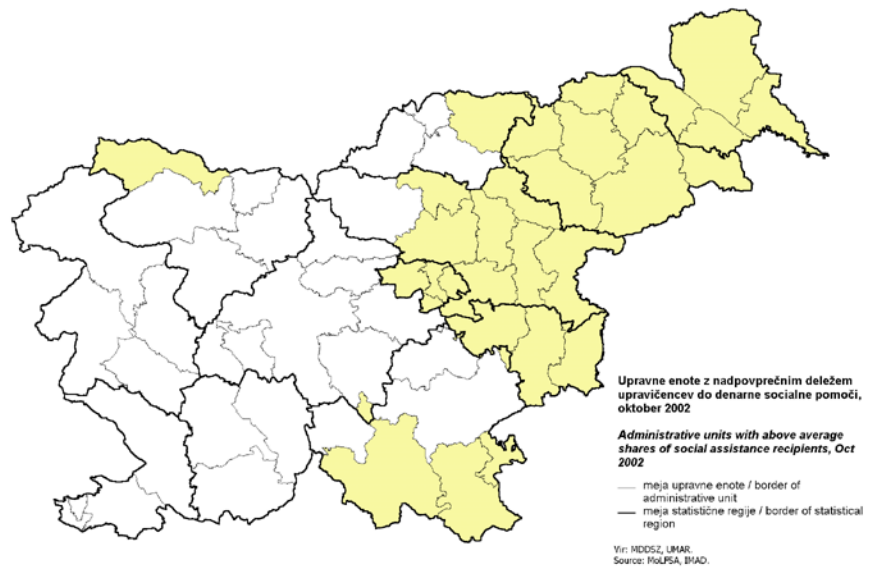 Upravne enote z nadpovprečnim deležem
upravičencev do denarne socialne pomoči,
oktober 2002
Administrative units with above average
shares of social assistance recipients, Oct
2002
meja upravne enote / border of
administrative unit
meja statistične regije / border of statistical
region
Vir: MDDSZ, UMAR.
Source: MoLFSA, IMAD.